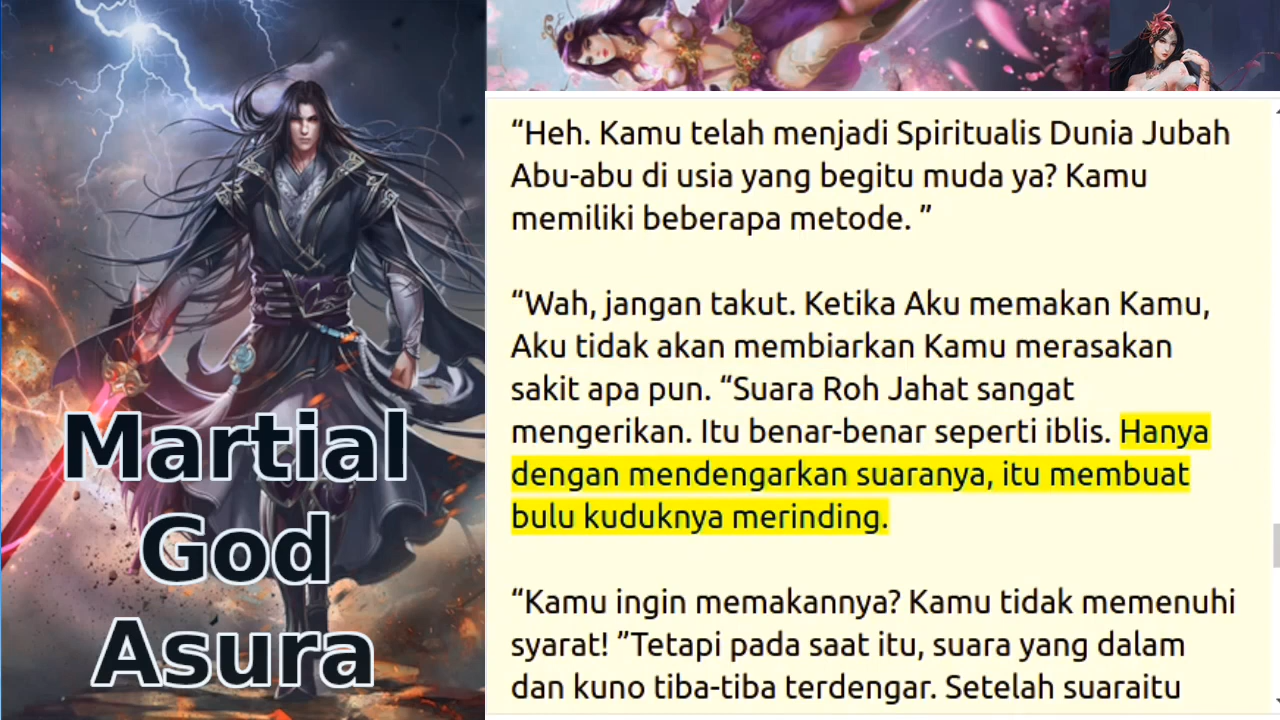 Martial
God
Asura
“Heh. Kamu telah menjadi Spiritualis Dunia Jubah
Abu-abu di usia yang begitu muda ya? Kamu
memiliki beberapa metode. ”
“Wah, jangan takut. Ketika Aku memakan Kamu,
Aku tidak akan membiarkan Kamu merasakan
sakit apa pun. “Suara Roh Jahat sangat
mengerikan. Itu benar-benar seperti iblis. Hanya
dengan mendengarkan suaranya, itu membuat
bulu kuduknya merinding.
“Kamu ingin memakannya? Kamu tidak memenuhi
syarat! ”Tetapi pada saat itu, suara yang dalam
dan kuno tiba-tiba terdengar. Setelah suaraitu